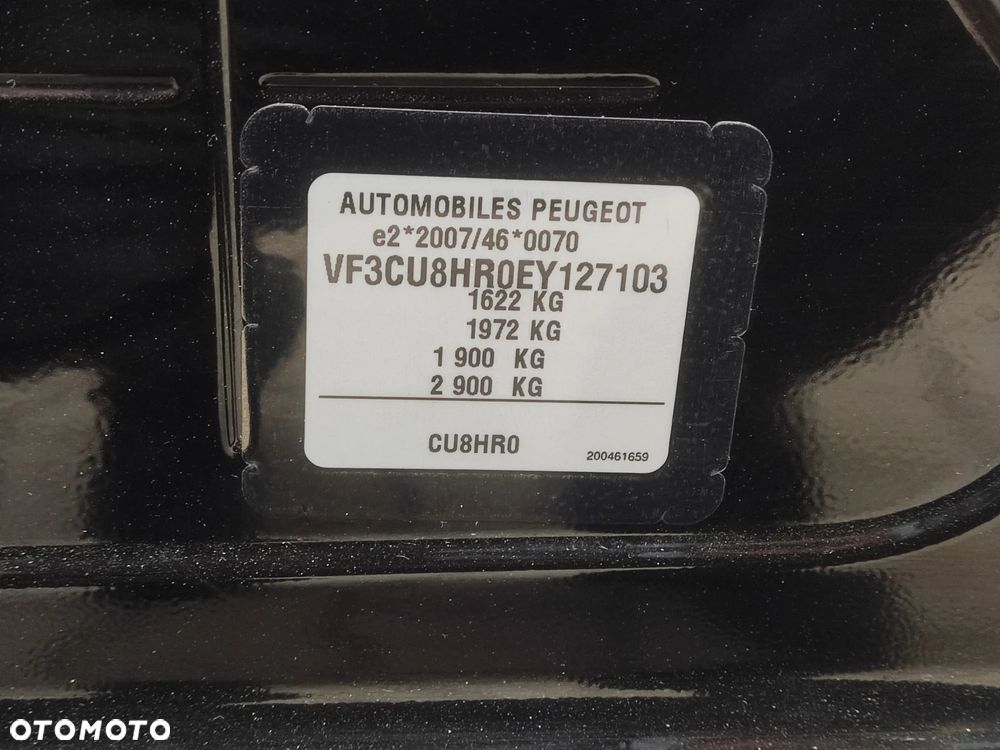 AUTOMOBILES PEUGEOT
e2*2007/46*0070
VF3CU8HR0EY127103
1622 KG
1972 KG
1 900 KG
2 900 KG
CU8HR0
200461659
OTOMOTO